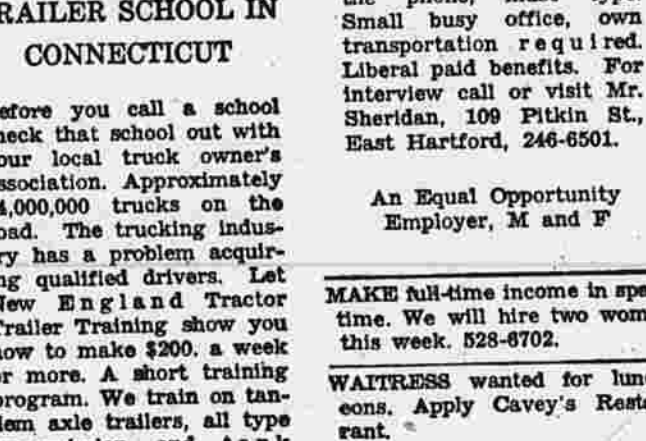 RAILER SCHOOL IN
CONNECTICUT
efore you call a school
heck that school out with
our local truck owner's
ssociation. Approximately
4,000,000 trucks on the
oad. The trucking indus-
ry has a problem acquir-
ng qualified drivers. Let
New England Tractor
Trailer Training show you
how to make $200. a week
or more. A short training
program. We train on tan-
dem axle trailers, all type
Small busy office, own
transportation required.
Liberal paid benefits. For
interview call or visit Mr.
Sheridan, 109 Pitkin St.,
East Hartford, 246-6501.
An Equal Opportunity
Employer, M and F
MAKE full-time income in spa
time. We will hire two wom
this week. 528-6702.
WAITRESS wanted for lun
eons. Apply Cavey's Resta
rant.